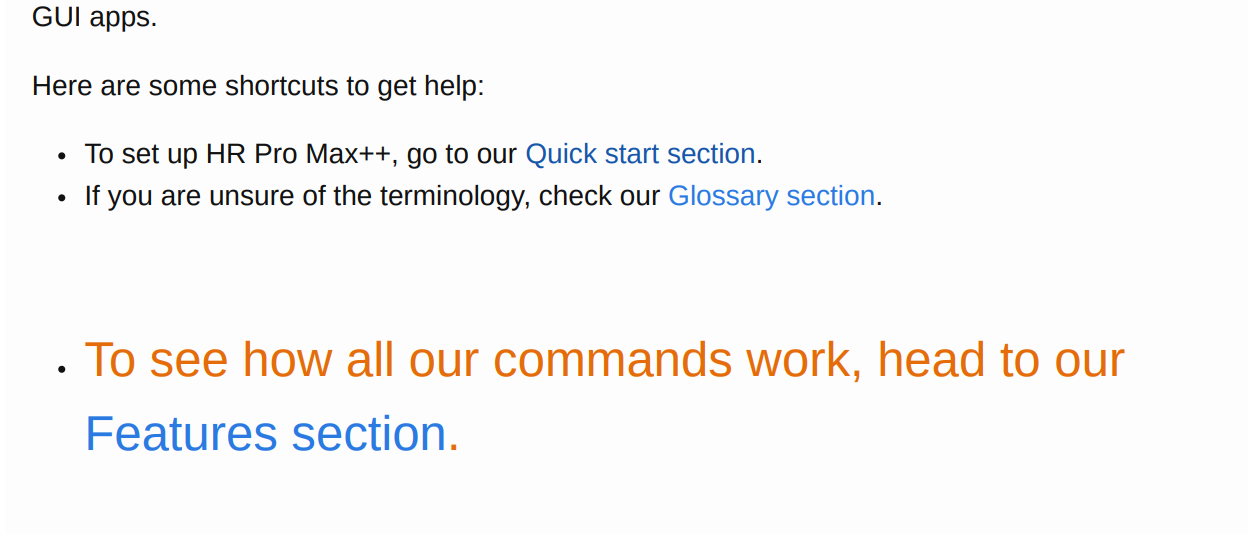 GUI apps.
Here are some shortcuts to get help:
• To set up HR Pro Max++, go to our Quick start section.
• If you are unsure of the terminology, check our Glossary section.
• To see how all our commands work, head to our
Features section.